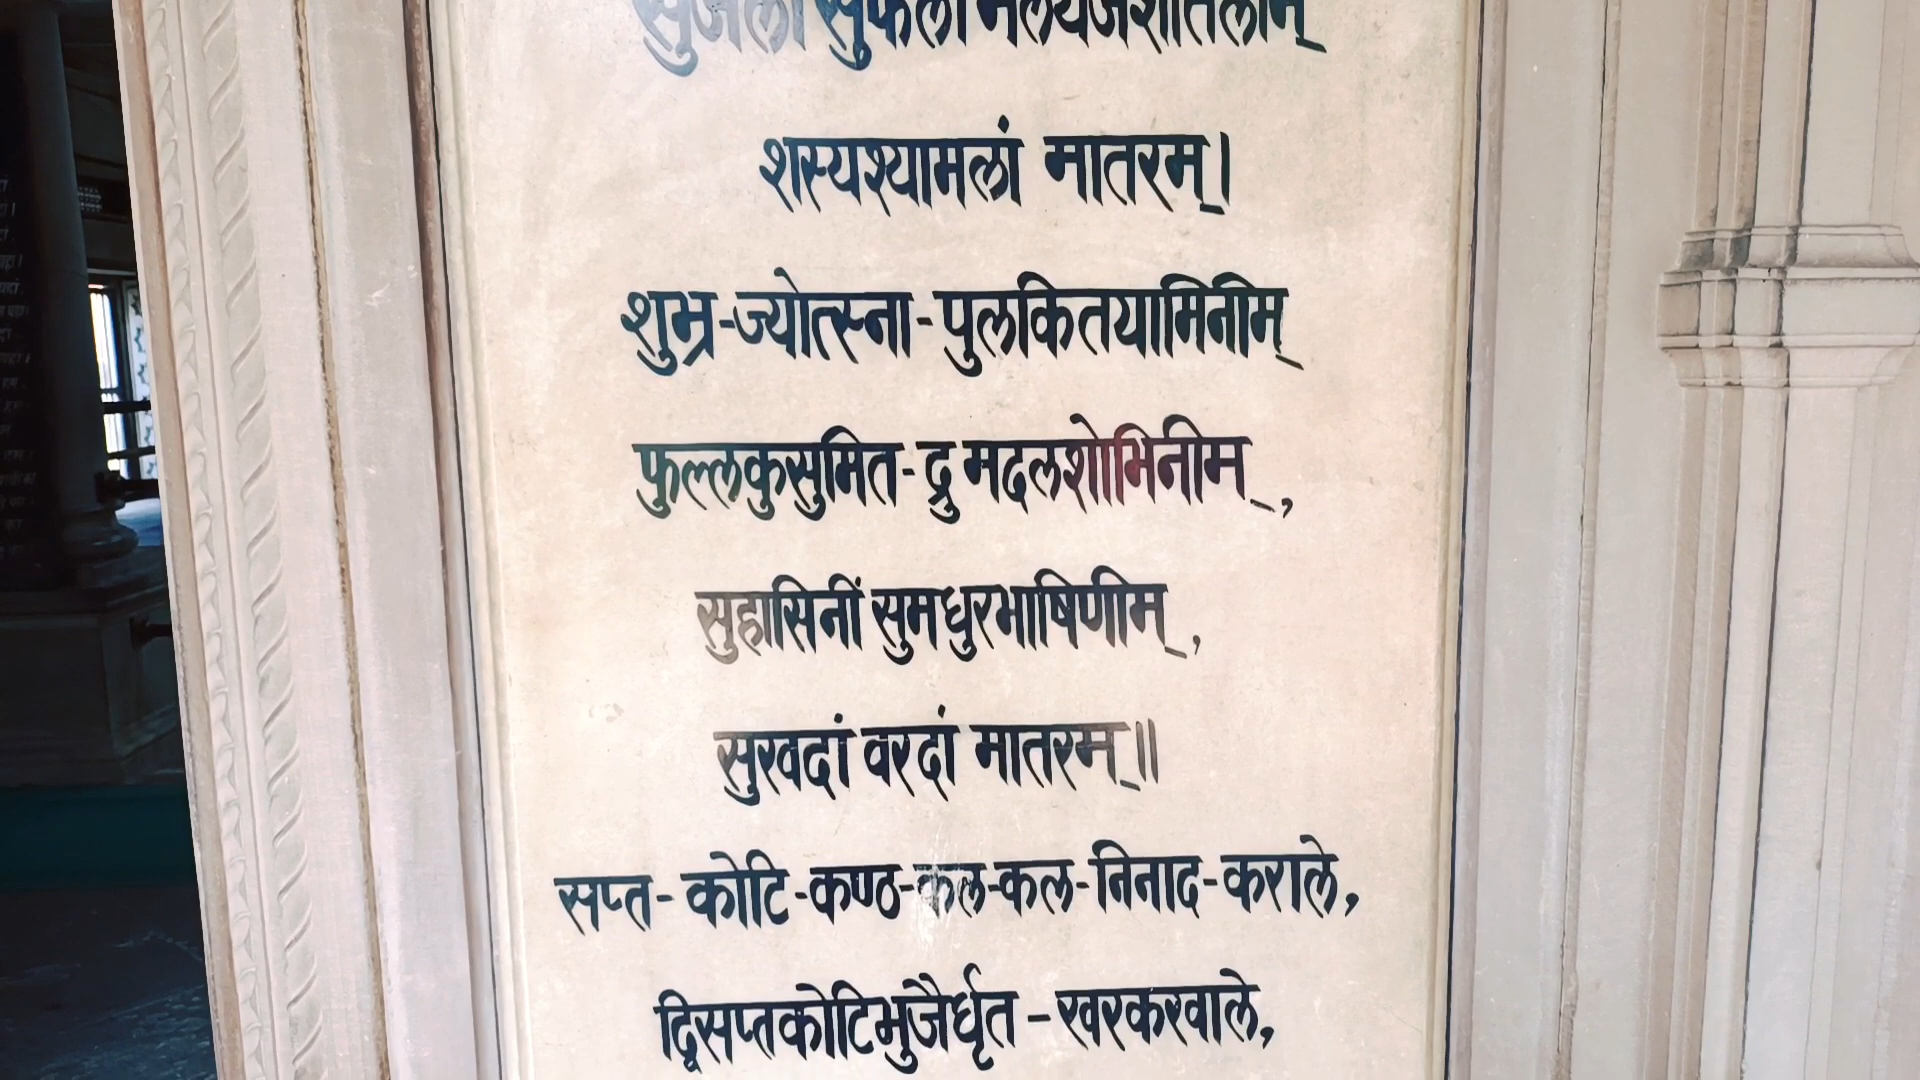 सुजलां सुफलां मलयजशीतलाम्
शस्यश्यामलां मातरम्।
शुभ्र-ज्योत्स्ना-पुलकितयामिनीम्
फुल्लकुसुमित-द्रुमदलशोभिनीम्,
सुहासिनीं सुमधुरभाषिणीम्,
सुखदां वरदां मातरम्॥
सप्त-कोटि-कण्ठ-कल-कल-निनाद-कराले,
द्विसप्तकोटिभुजैर्धृत-खरकरवाले,